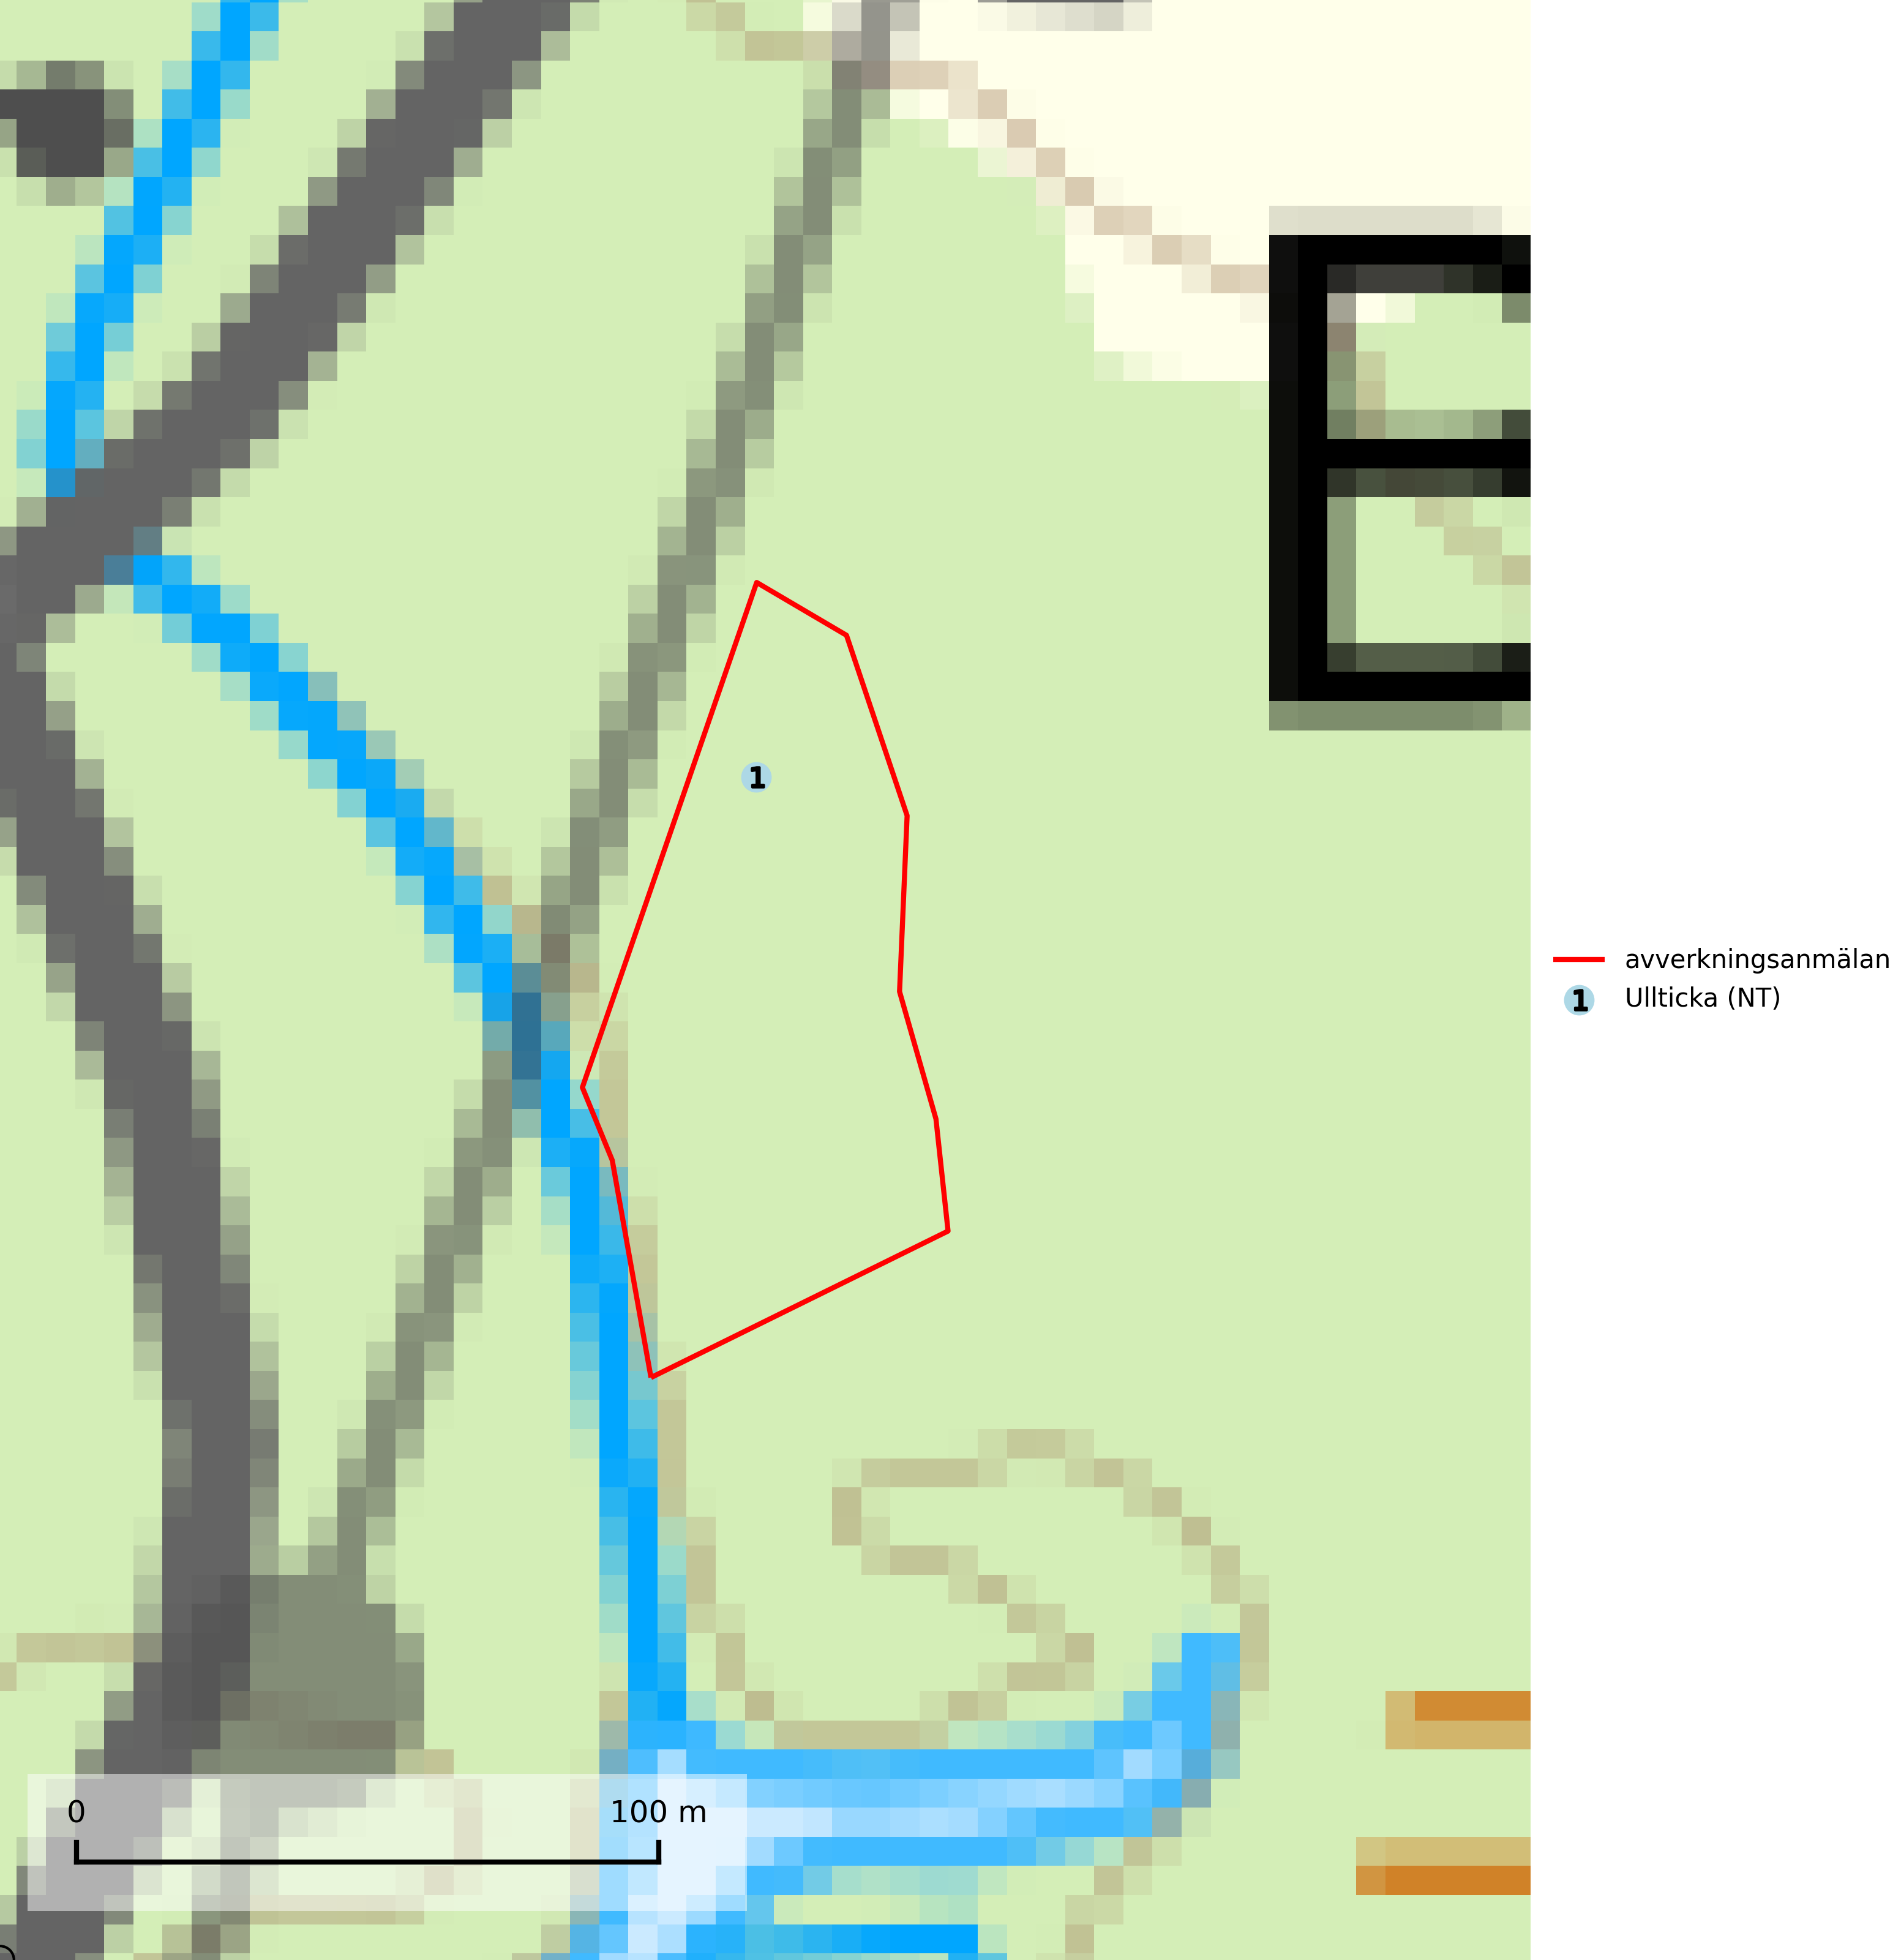 E
1
avverkningsanmälan
1 Ullticka (NT)
0 100 m